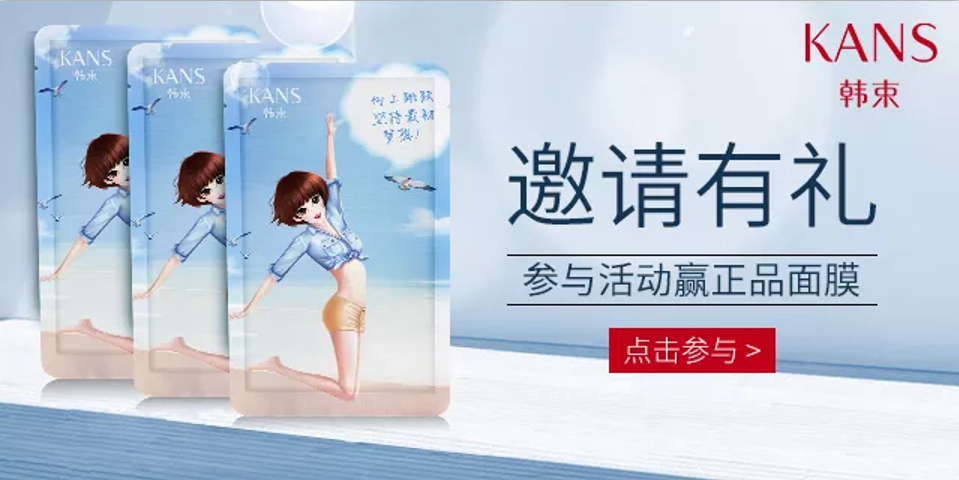 KANS
韩束
KANS
韩束
KANS
韩束
向上跳跃
坚持最初
梦想!
KANS
韩束
邀请有礼
参与活动赢正品面膜
点击参与 >